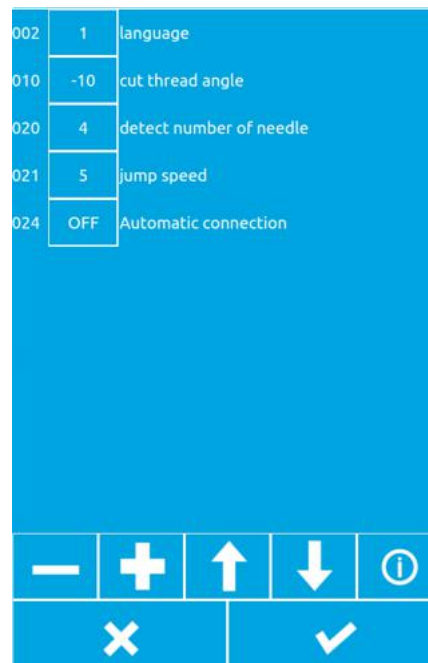 002 1 language
010 -10 cut thread angle
020 4 detect number of needle
021 5 jump speed
024 OFF Automatic connection